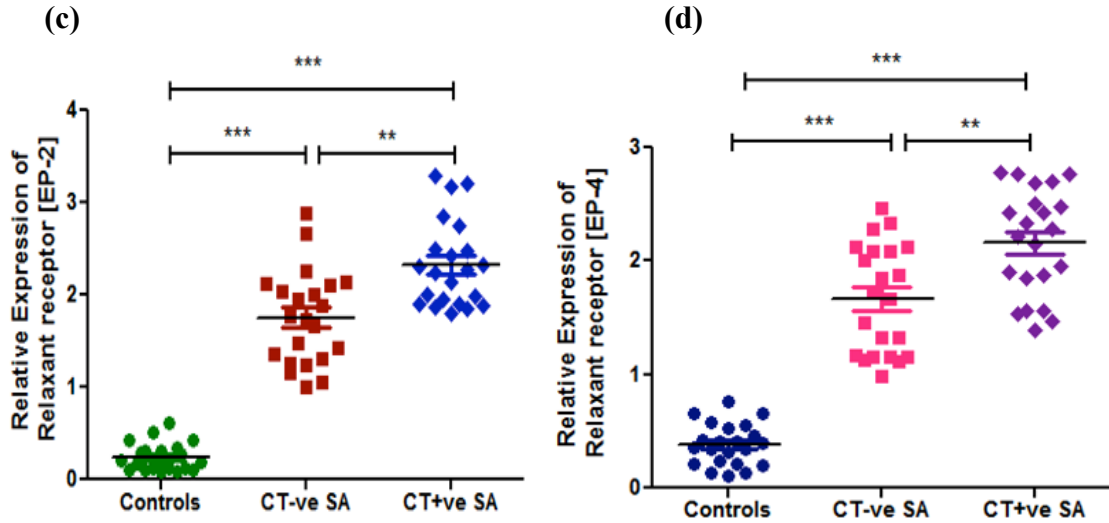 (c)
***
***
**
Relative Expression of
Relaxant receptor [EP-2]
4
3
2
1
0
Controls
CT-ve SA
CT+ve SA
(d)
***
***
**
Relative Expression of
Relaxant receptor [EP-4]
3
2
1
0
Controls
CT-ve SA
CT+ve SA